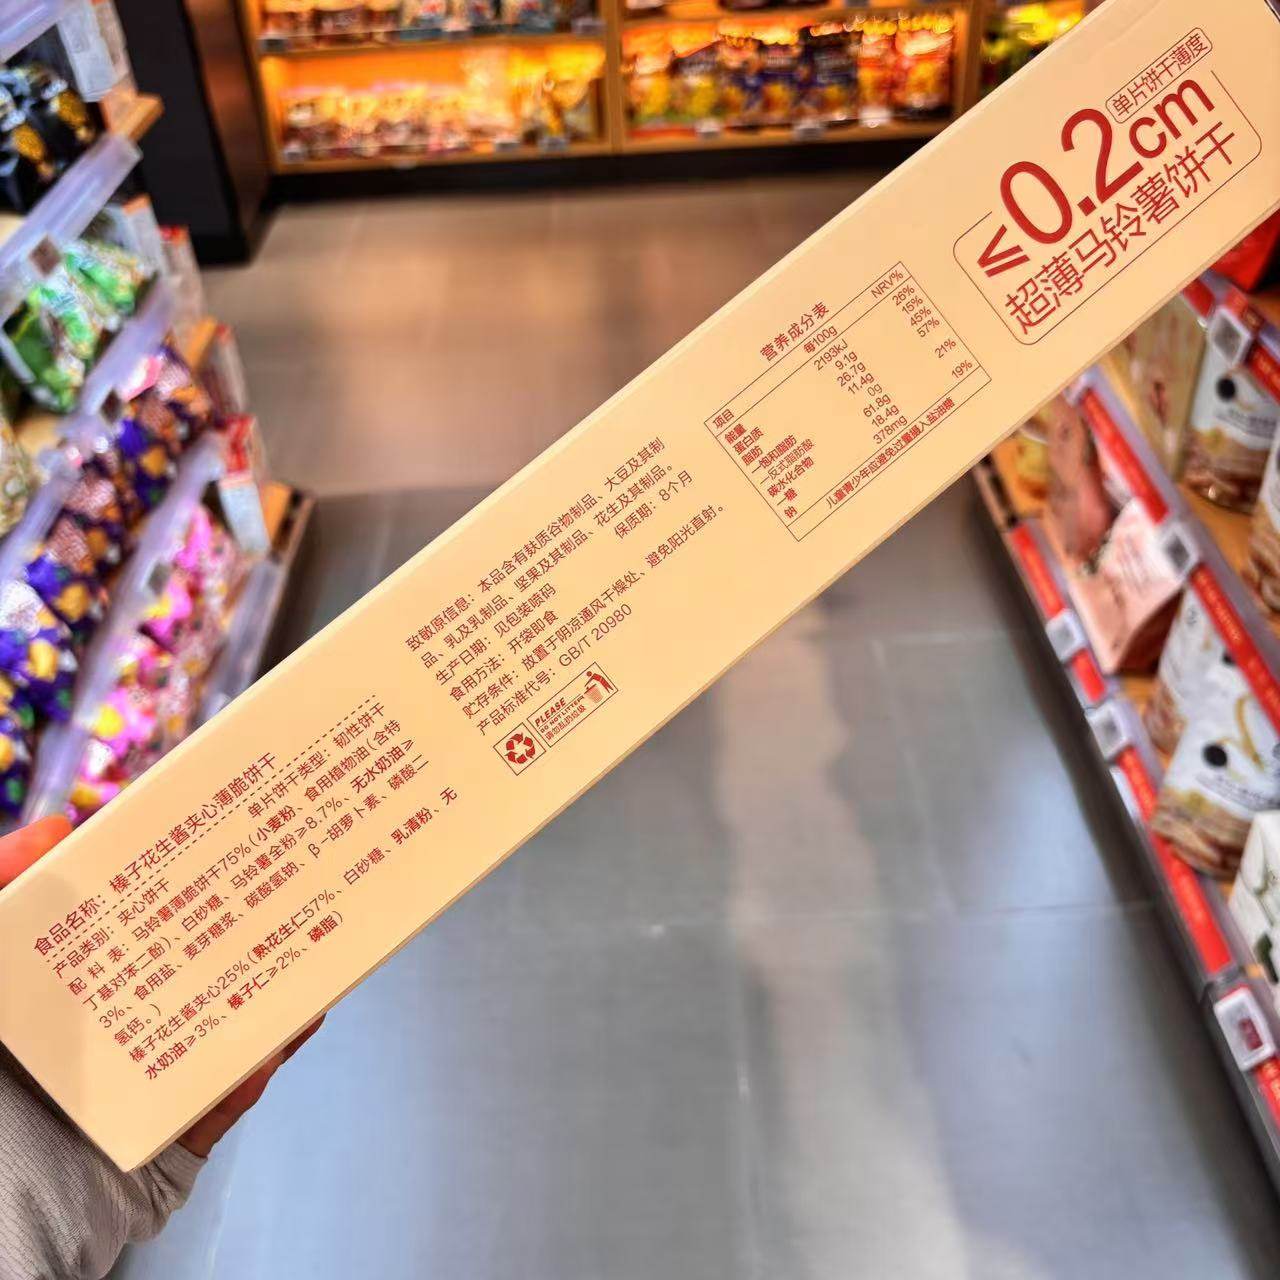 食品名称：榛子花生酱夹心薄脆饼干
产品类别：夹心饼干 单片饼干类型：韧性饼干
配 料 表：马铃薯薄脆饼干75%(小麦粉、食用植物油(含特
丁基对苯二酚)、白砂糖、马铃薯全粉≥8.7%、无水奶油≥
3%、食用盐、麦芽糖浆、碳酸氢钠、β-胡萝卜素、磷酸二
氢钙。)
榛子花生酱夹心25%(熟花生仁57%、白砂糖、乳清粉、无
水奶油≥3%、榛子仁≥2%、磷脂)
致敏原信息：本品含有麸质谷物制品、大豆及其制
品、乳及乳制品、坚果及其制品、花生及其制品。
生产日期：见包装喷码 保质期：8个月
食用方法：开袋即食
贮存条件：放置于阴凉通风干燥处、避免阳光直射。
产品标准代号：GB/T 20980
PLEASE
DO NOT LITTER
请勿乱扔垃圾
营养成分表
项目 每100g NRV%
能量 2193kJ 26%
蛋白质 9.1g 15%
脂肪 26.7g 45%
—饱和脂肪 11.4g 57%
—反式脂肪酸 0g
碳水化合物 61.8g 21%
—糖 18.4g
钠 378mg 19%
儿童青少年应避免过量摄入盐油糖
单片饼干薄度
≤0.2cm
超薄马铃薯饼干